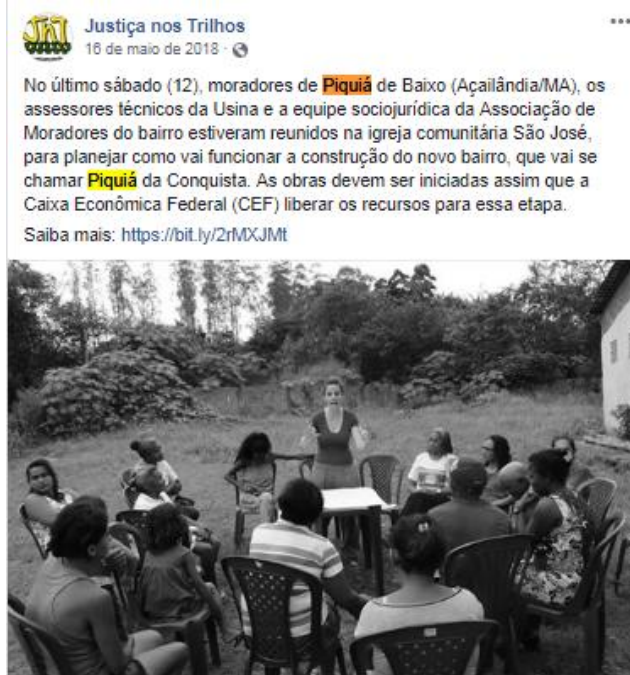 JnT
Justiça nos Trilhos
16 de maio de 2018 ·
No último sábado (12), moradores de Piquiá de Baixo (Açailândia/MA), os
assessores técnicos da Usina e a equipe sociojurídica da Associação de
Moradores do bairro estiveram reunidos na igreja comunitária São José,
para planejar como vai funcionar a construção do novo bairro, que vai se
chamar Piquiá da Conquista. As obras devem ser iniciadas assim que a
Caixa Econômica Federal (CEF) liberar os recursos para essa etapa.
Saiba mais: https://bit.ly/2rMXJMt